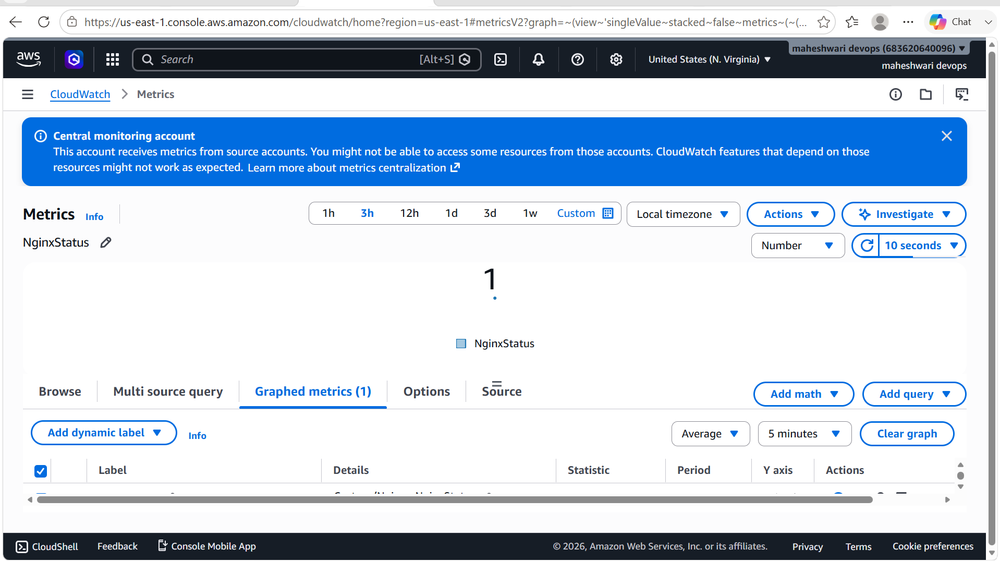 https://us-east-1.console.aws.amazon.com/cloudwatch/home?region=us-east-1#metricsV2?graph=~(view~'singleValue~stacked~false~metrics~(~(...
Chat
aws
Search
[Alt+S]
United States (N. Virginia)
maheshwari devops (683620640096)
maheshwari devops
CloudWatch
Metrics
Central monitoring account
This account receives metrics from source accounts. You might not be able to access some resources from those accounts. CloudWatch features that depend on those
resources might not work as expected. Learn more about metrics centralization
Metrics Info
1h 3h 12h 1d 3d 1w Custom
Local timezone
Actions
Investigate
NginxStatus
Number
10 seconds
1
NginxStatus
Browse
Multi source query
Graphed metrics (1)
Options
Source
Add math
Add query
Add dynamic label
Info
Average
5 minutes
Clear graph
Label Details Statistic Period Y axis Actions
CloudShell
Feedback
Console Mobile App
© 2026, Amazon Web Services, Inc. or its affiliates.
Privacy
Terms
Cookie preferences